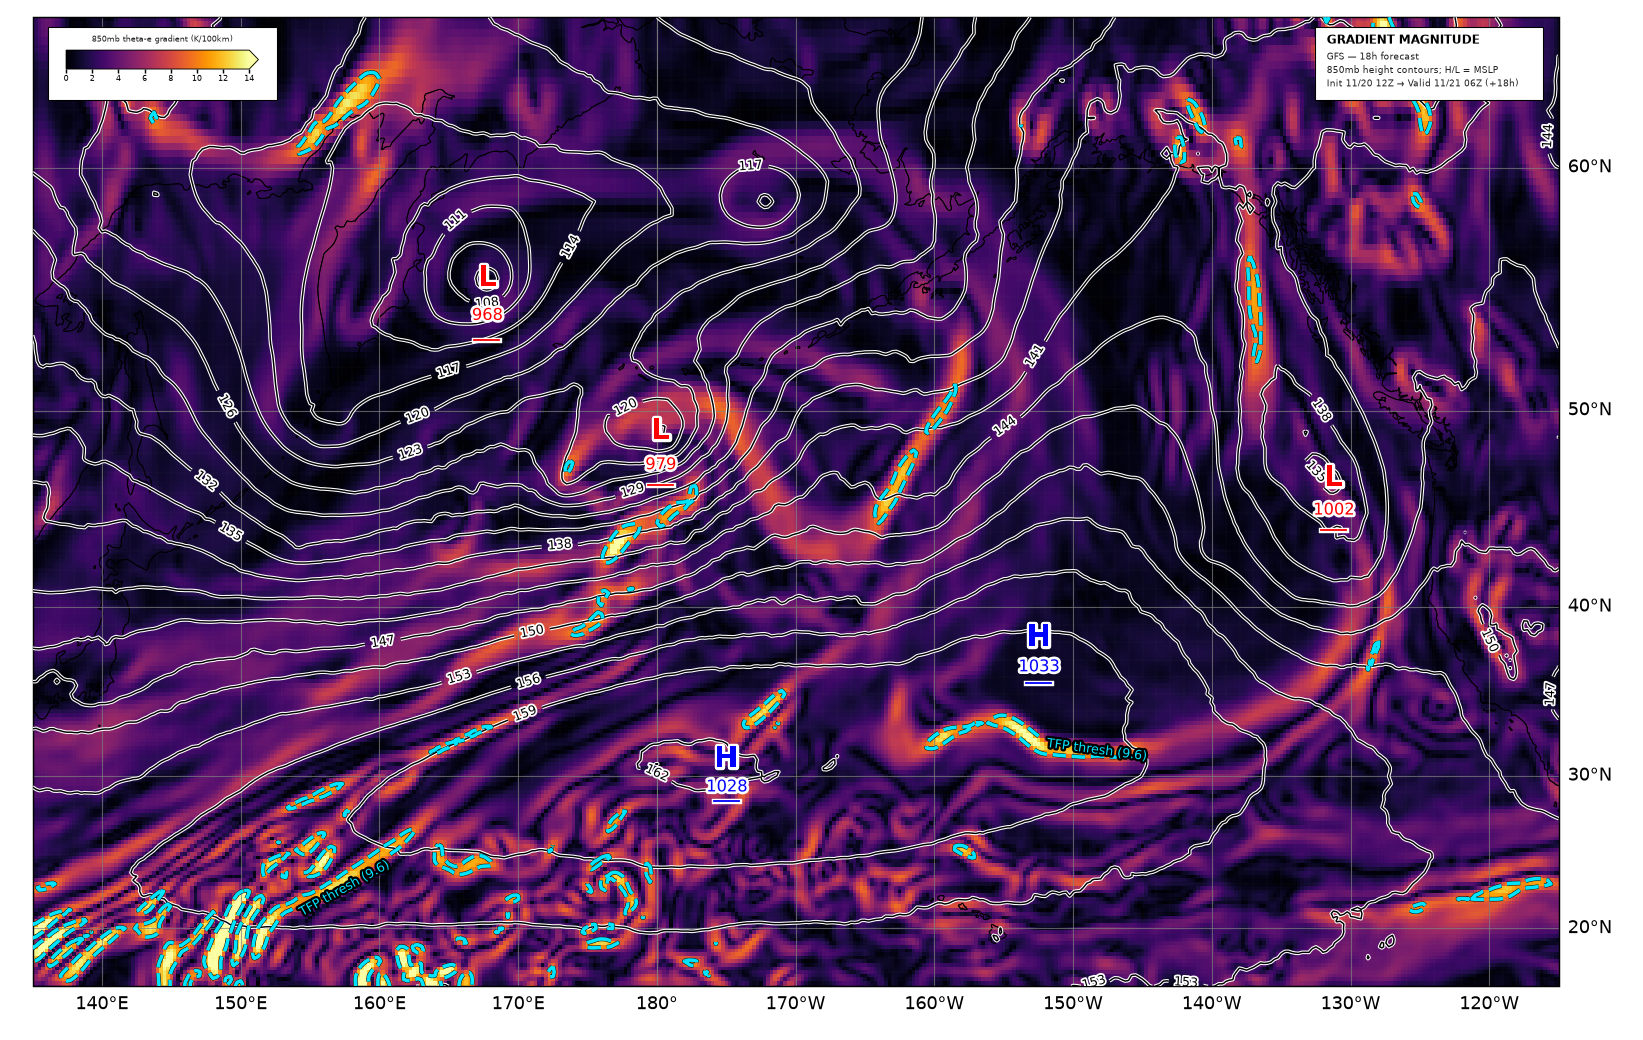 850mb theta-e gradient (K/100km)
0 2 4 6 8 10 12 14
GRADIENT MAGNITUDE
GFS — 18h forecast
850mb height contours; H/L = MSLP
Init 11/20 12Z → Valid 11/21 06Z (+18h)
144
60°N
117
111
114
L
108
968
117
126
120
123
120
L
979
129
132
135
138
141
144
138
135
L
1002
50°N
40°N
147
150
153
156
159
H
1033
150
147
TFP thresh (9.6)
162
H
1028
30°N
TFP thresh (9.6)
20°N
153
153
140°E 150°E 160°E 170°E 180° 170°W 160°W 150°W 140°W 130°W 120°W